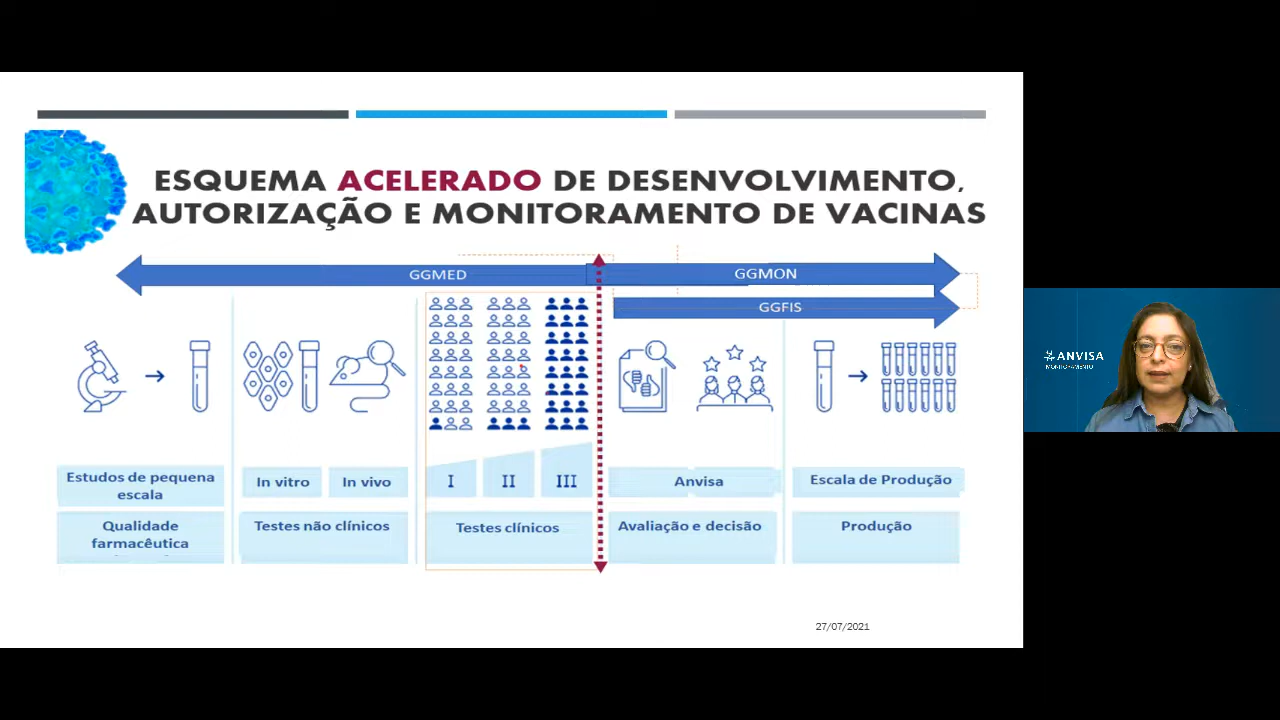 ESQUEMA ACELERADO DE DESENVOLVIMENTO,
AUTORIZAÇÃO E MONITORAMENTO DE VACINAS
GGMED
GGMON
GGFIS
Estudos de pequena
escala
In vitro
In vivo
I
II
III
Anvisa
Escala de Produção
Qualidade
farmacêutica
Testes não clínicos
Testes clínicos
Avaliação e decisão
Produção
27/07/2021
ANVISA
MONITORAMENTO